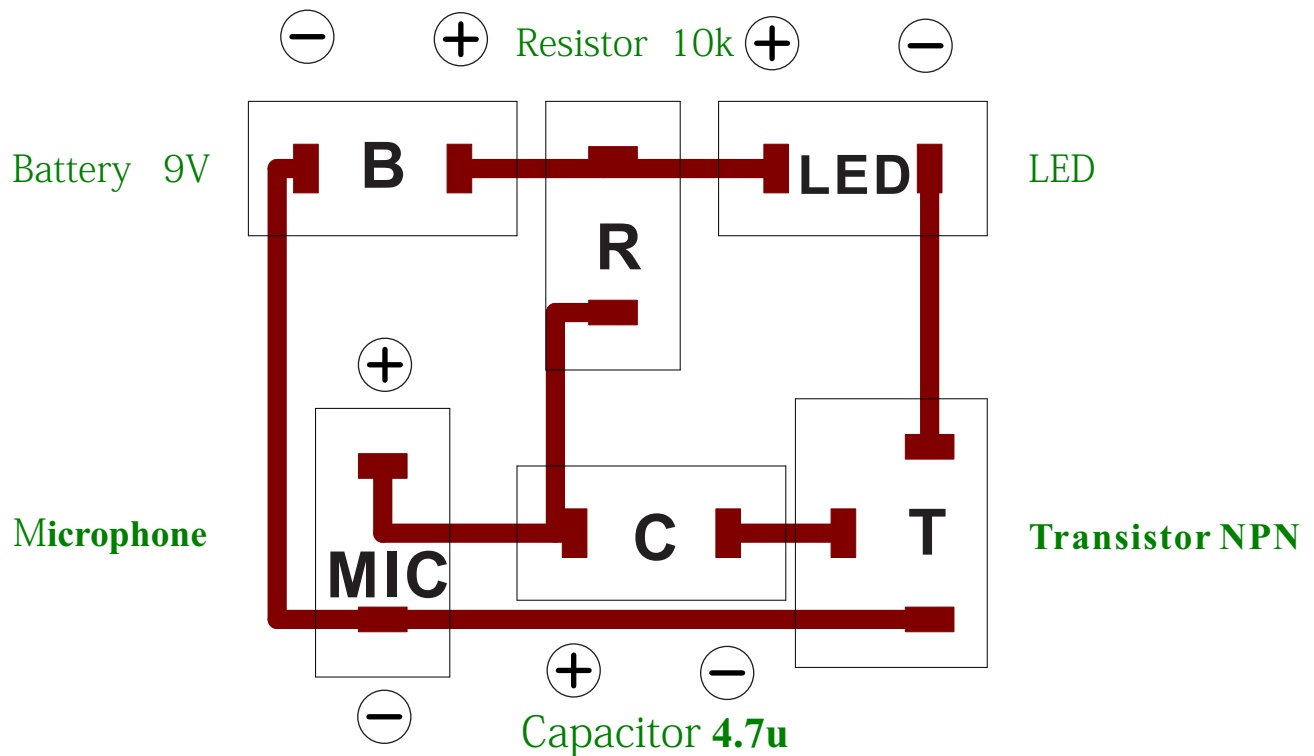 Resistor 10k
Battery 9V
B
LED
LED
R
Microphone
MIC
C
T
Transistor NPN
Capacitor 4.7u